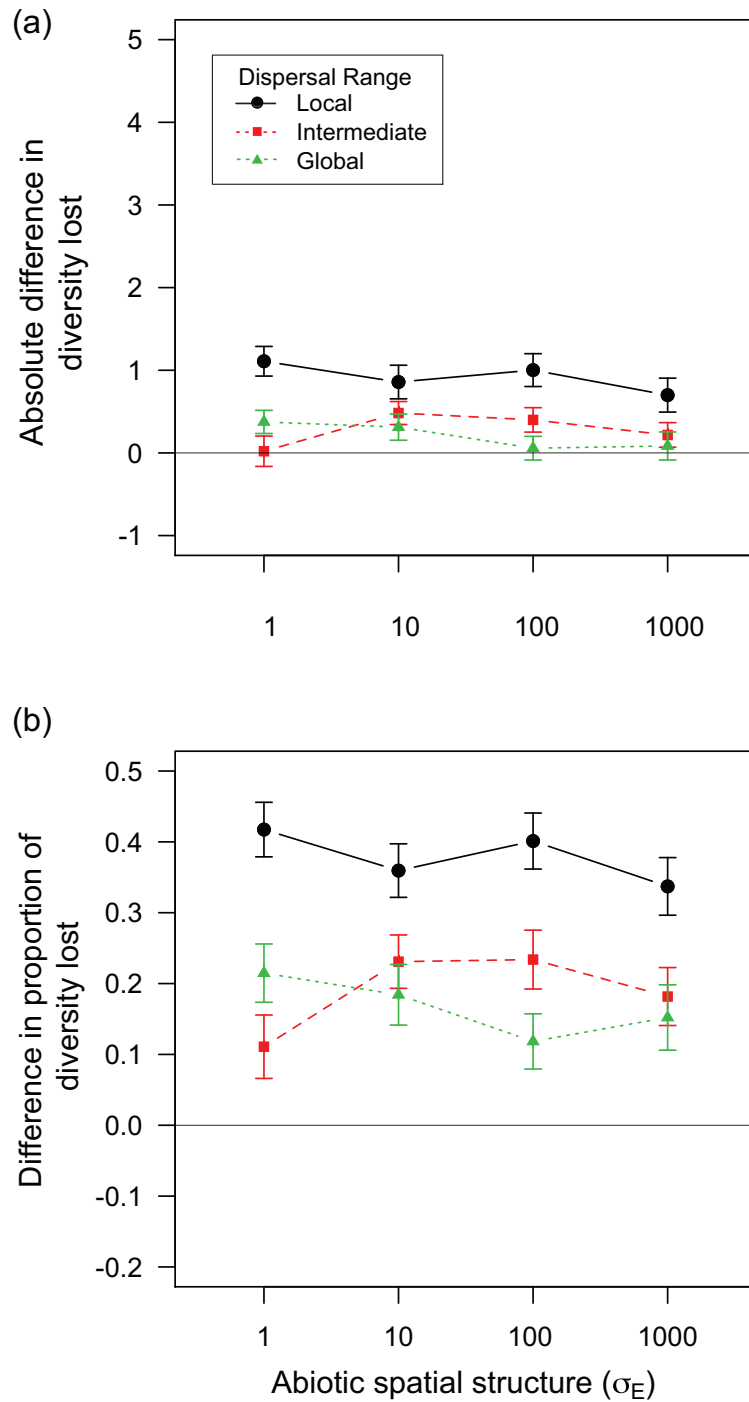 (a)
Absolute difference in
diversity lost
5
4
3
2
1
0
-1
Dispersal Range
Local
Intermediate
Global
1 10 100 1000
(b)
Difference in proportion of
diversity lost
0.5
0.4
0.3
0.2
0.1
0.0
-0.1
-0.2
1 10 100 1000
Abiotic spatial structure (σE)